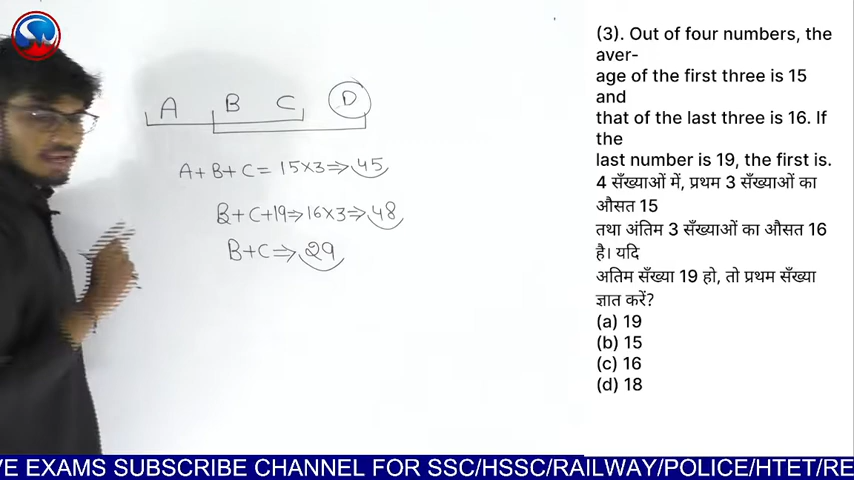 A B C D
A + B + C = 15×3 ⇒ 45
B + C + 19 ⇒ 16×3 ⇒ 48
B + C ⇒ 29
(3). Out of four numbers, the
aver-
age of the first three is 15
and
that of the last three is 16. If
the
last number is 19, the first is.
4 सँख्याओं में, प्रथम 3 सँख्याओं का
औसत 15
तथा अंतिम 3 सँख्याओं का औसत 16
है। यदि
अतिम सँख्या 19 हो, तो प्रथम सँख्या
ज्ञात करें?
(a) 19
(b) 15
(c) 16
(d) 18
VE EXAMS SUBSCRIBE CHANNEL FOR SSC/HSSC/RAILWAY/POLICE/HTET/RE